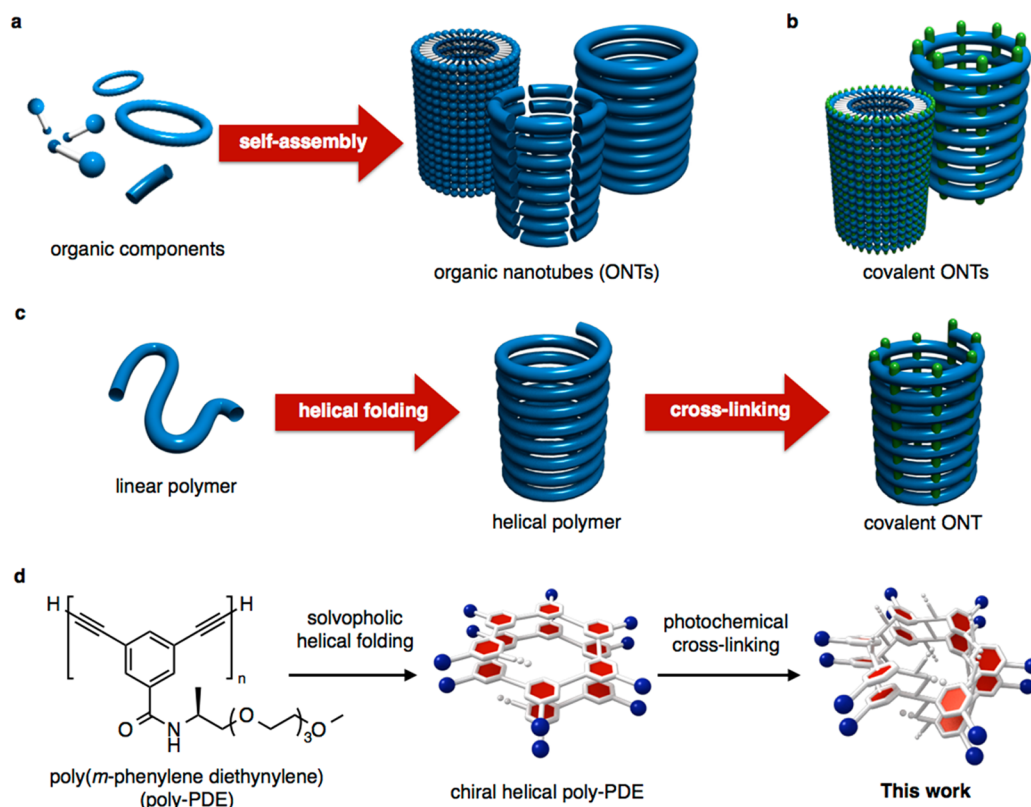 a
b
self-assembly
organic components
organic nanotubes (ONTs)
covalent ONTs
c
helical folding
cross-linking
linear polymer
helical polymer
covalent ONT
d
H
H
n
O
N
H
O
3
O
solvopholic
helical folding
photochemical
cross-linking
poly(m-phenylene diethynylene)
(poly-PDE)
chiral helical poly-PDE
This work